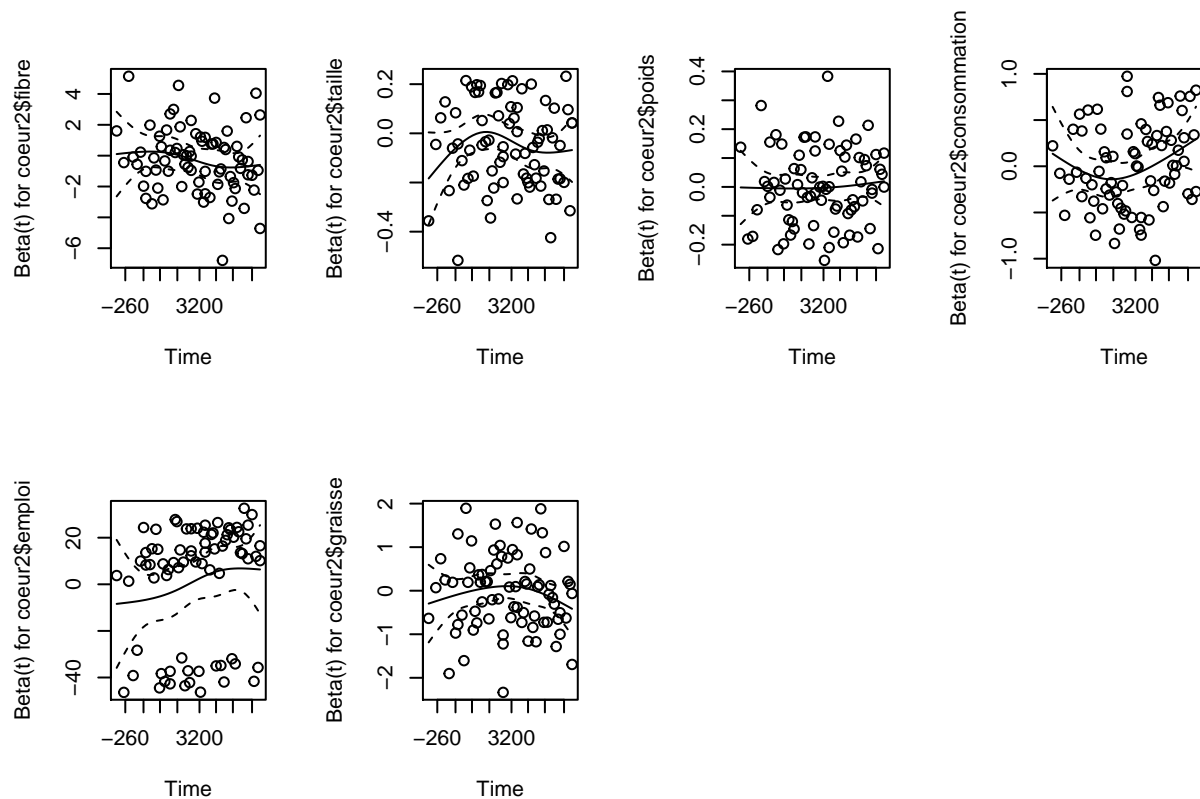 Beta(t) for coeur2$fibre
4
2
−2
−6
−260 3200
Time
Beta(t) for coeur2$taille
0.2
0.0
−0.4
−260 3200
Time
Beta(t) for coeur2$poids
0.4
0.2
0.0
−0.2
−260 3200
Time
Beta(t) for coeur2$consommation
1.0
0.0
−1.0
−260 3200
Time
Beta(t) for coeur2$emploi
20
0
−40
−260 3200
Time
Beta(t) for coeur2$graisse
2
1
0
−1
−2
−260 3200
Time